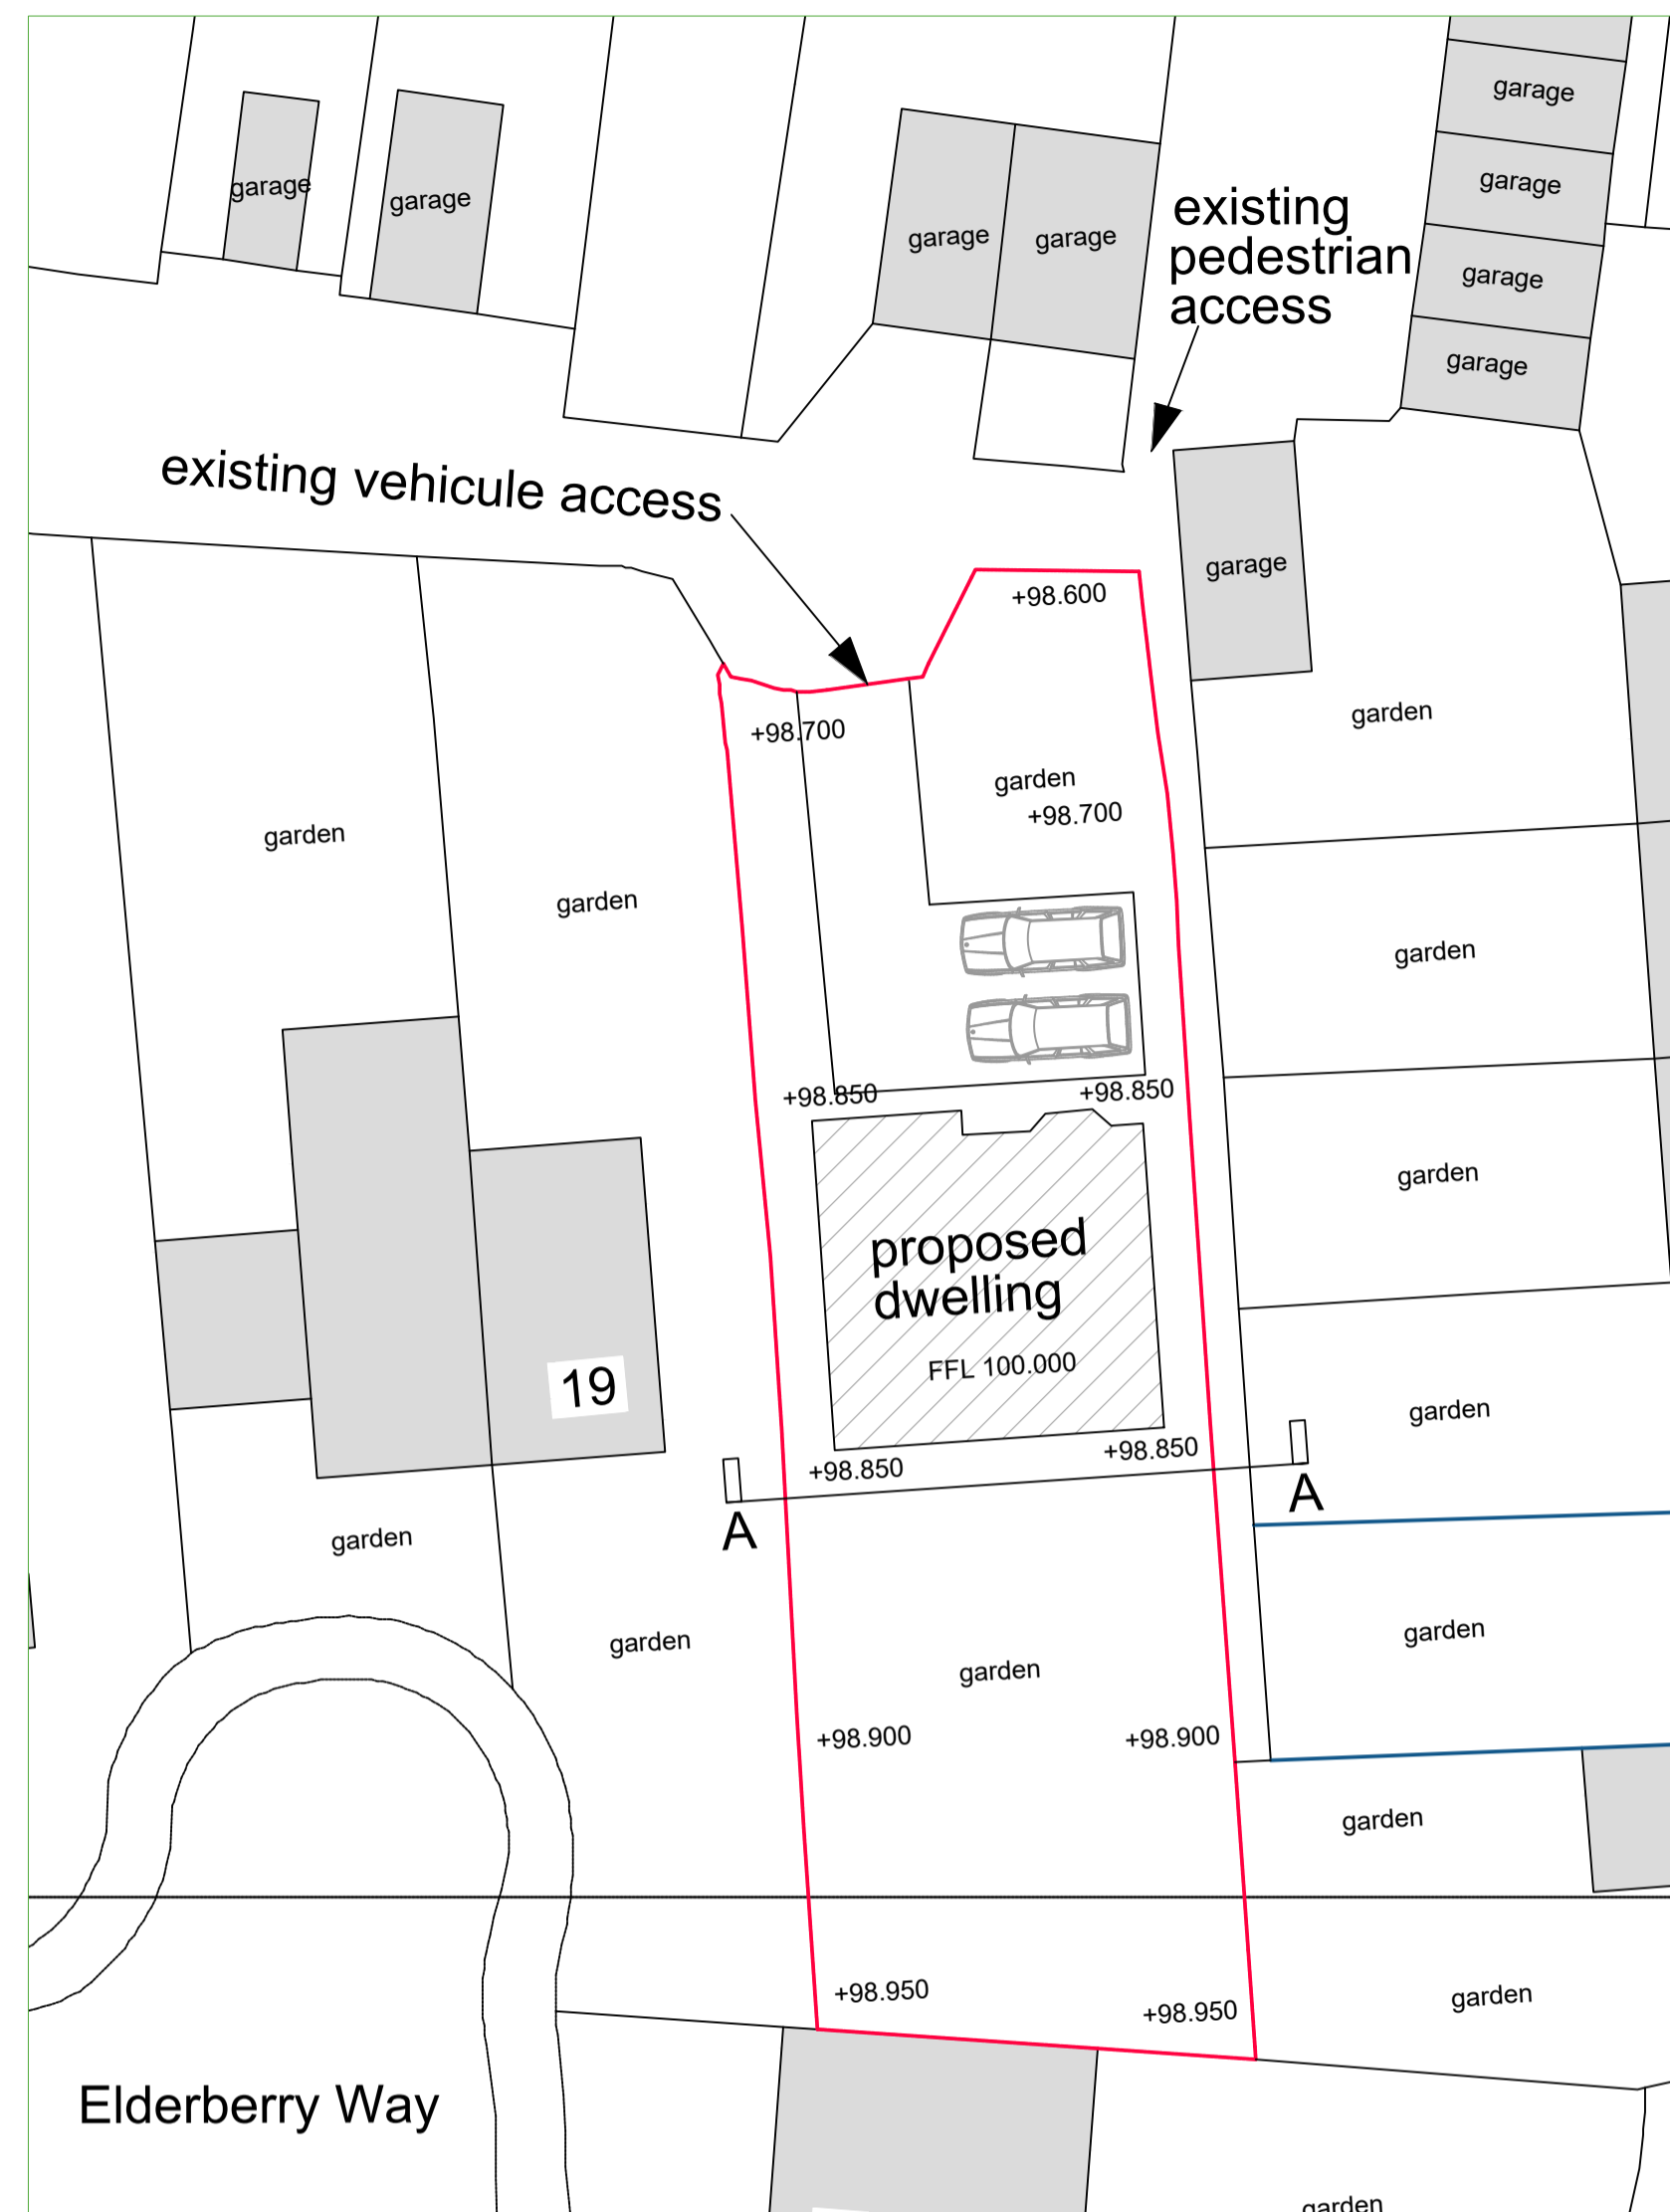 garage
garage
garage
garage
garage
garage
existing
pedestrian
access
garage
garage
garage
existing vehicule access
garage
+98.600
garden
+98.700
garden
+98.700
garden
garden
garden
+98.850
+98.850
garden
proposed
dwelling
FFL 100.000
19
garden
+98.850
+98.850
A
A
garden
garden
garden
garden
+98.900
+98.900
garden
+98.950
+98.950
garden
Elderberry Way
garden